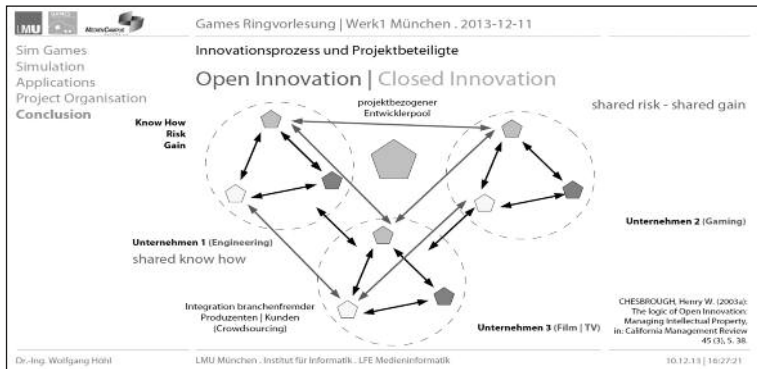 LMU
MEDIENCAMPUS
Games Ringvorlesung | Werk1 München . 2013-12-11
Sim Games
Simulation
Applications
Project Organisation
Conclusion
Innovationsprozess und Projektbeteiligte
Open Innovation | Closed Innovation
projektbezogener
Entwicklerpool
shared risk - shared gain
Know How
Risk
Gain
Unternehmen 1 (Engineering)
shared know how
Unternehmen 2 (Gaming)
Integration branchenfremder
Produzenten | Kunden
(Crowdsourcing)
Unternehmen 3 (Film | TV)
CHESBROUGH, Henry W. (2003a):
The logic of Open Innovation:
Managing Intellectual Property,
in: California Management Review
45 (3), S. 38.
Dr.-Ing. Wolfgang Höhl
LMU München . Institut für Informatik . LFE Medieninformatik
10.12.13 | 16:27:21